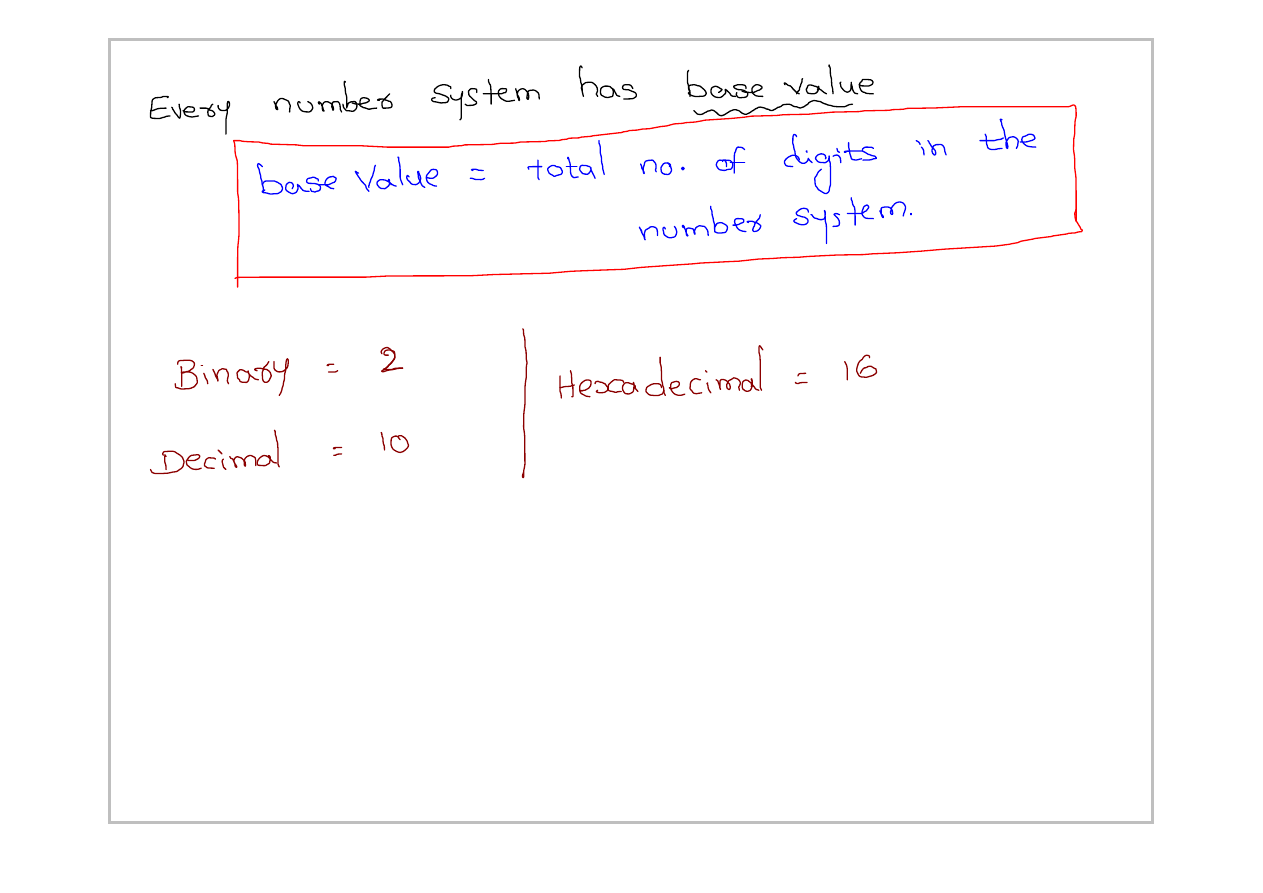 Every number system has base value
base value = total no. of digits in the
number system.
Binary = 2
Decimal = 10
Hexadecimal = 16